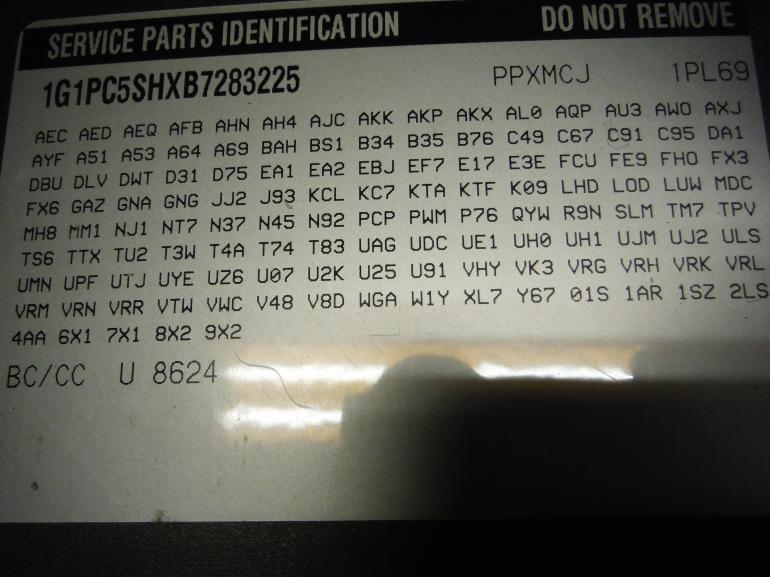 SERVICE PARTS IDENTIFICATION DO NOT REMOVE
1G1PC5SHXB7283225 PPXMCJ 1PL69
AEC AED AEQ AFB AHN AH4 AJC AKK AKP AKX AL0 AQP AU3 AWO AXJ
AYF A51 A53 A64 A69 BAH BS1 B34 B35 B76 C49 C67 C91 C95 DA1
DBU DLV DWT D31 D75 EA1 EA2 EBJ EF7 E17 E3E FCU FE9 FHO FX3
FX6 GAZ GNA GNG JJ2 J93 KCL KC7 KTA KTF K09 LHD LOD LUW MDC
MH8 MM1 NJ1 NT7 N37 N45 N92 PCP PWM P76 QYW R9N SLM TM7 TPV
TS6 TTX TU2 T3W T4A T74 T83 UAG UDC UE1 UH0 UH1 UJM UJ2 ULS
UMN UPF UTJ UYE UZ6 U07 U2K U25 U91 VHY VK3 VRG VRH VRK VRL
VRM VRN VRR VTW VWC V48 V8D WGA W1Y XL7 Y67 01S 1AR 1SZ 2LS
4AA 6X1 7X1 8X2 9X2
BC/CC U 8624